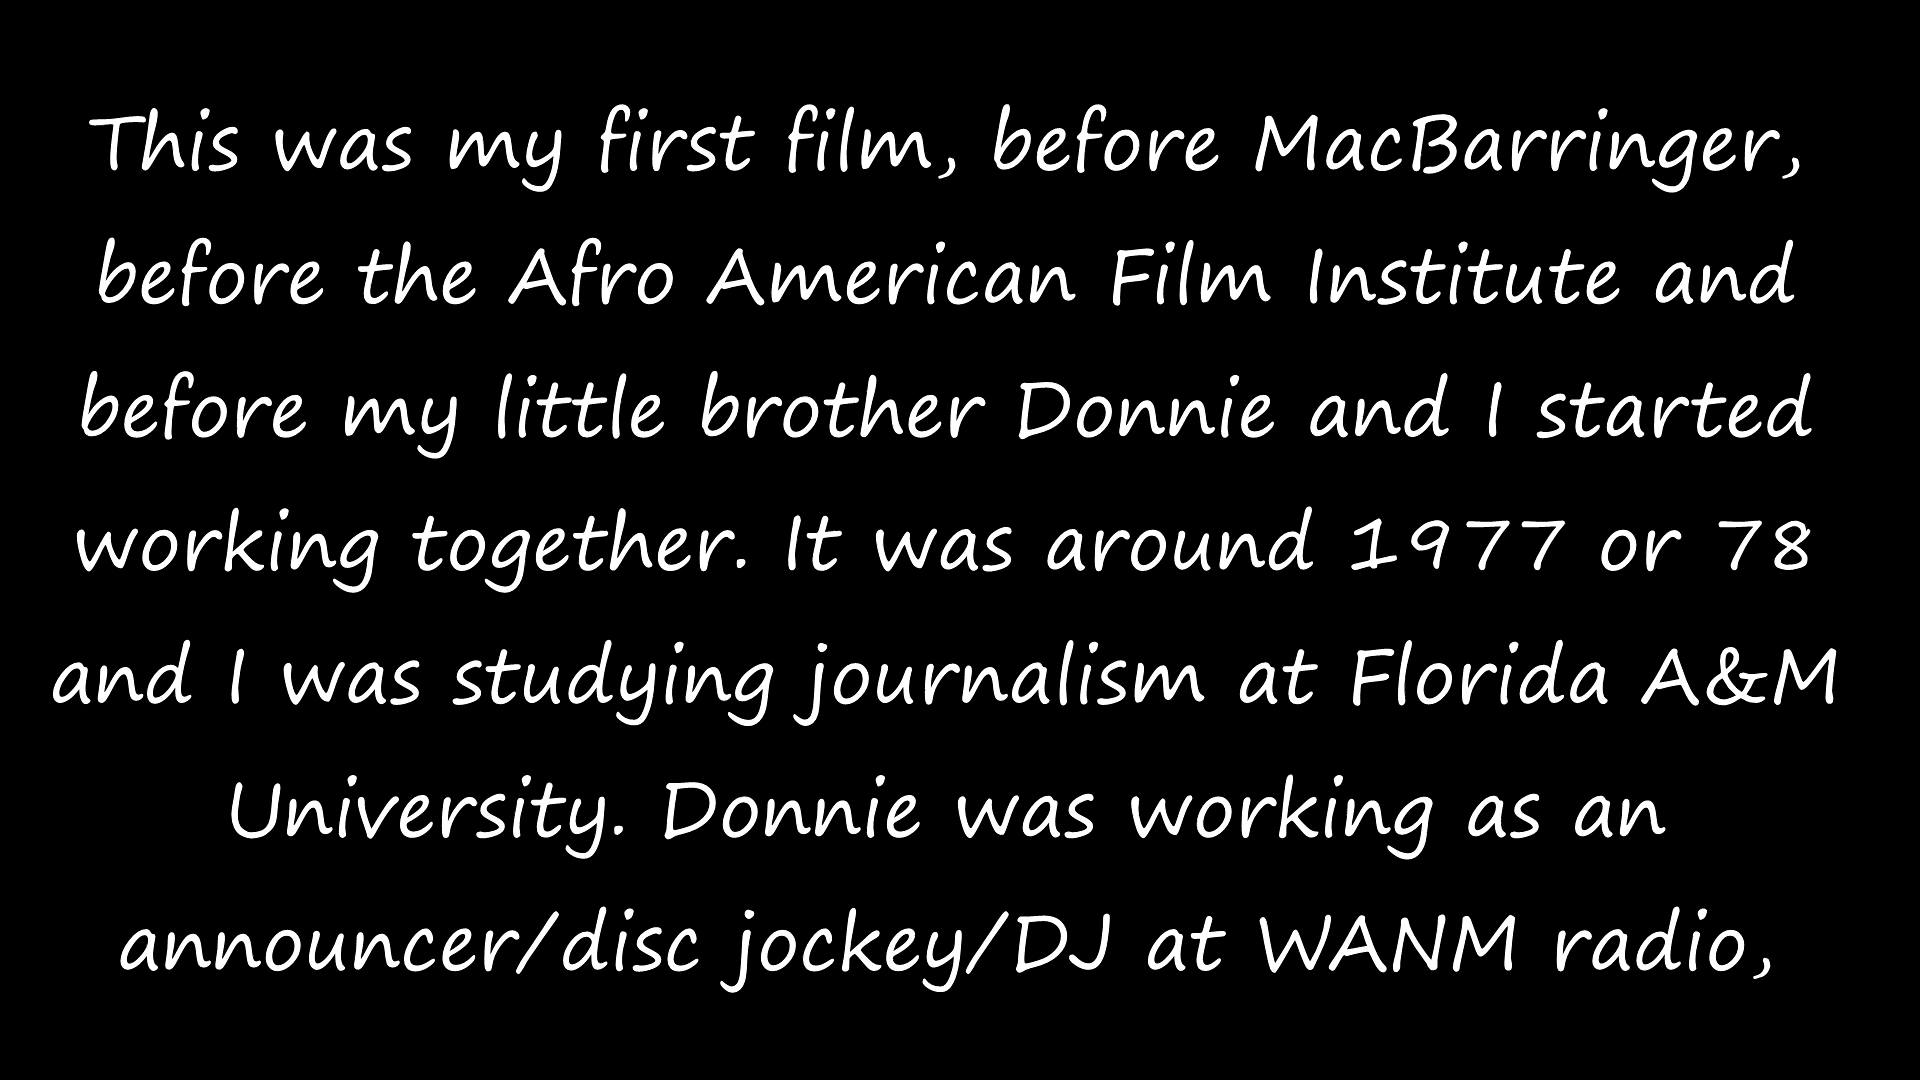 This was my first film, before MacBarringer,
before the Afro American Film Institute and
before my little brother Donnie and I started
working together. It was around 1977 or 78
and I was studying journalism at Florida A&M
University. Donnie was working as an
announcer/disc jockey/DJ at WANM radio,